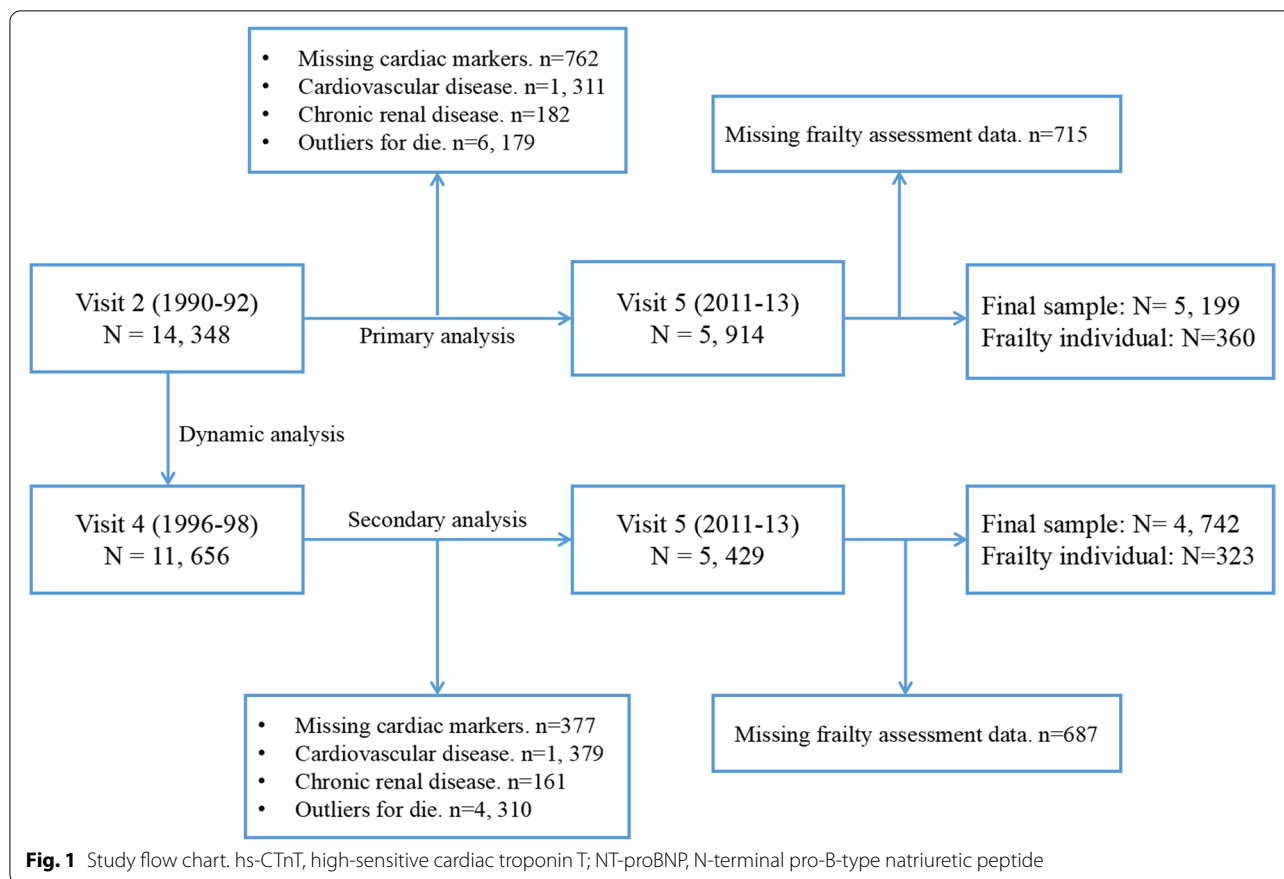 • Missing cardiac markers. n=762
• Cardiovascular disease. n=1, 311
• Chronic renal disease. n=182
• Outliers for die. n=6, 179
Missing frailty assessment data. n=715
Visit 2 (1990-92)
N = 14, 348
Primary analysis
Visit 5 (2011-13)
N = 5, 914
Final sample: N= 5, 199
Frailty individual: N=360
Dynamic analysis
Visit 4 (1996-98)
N = 11, 656
Secondary analysis
Visit 5 (2011-13)
N = 5, 429
Final sample: N= 4, 742
Frailty individual: N=323
• Missing cardiac markers. n=377
• Cardiovascular disease. n=1, 379
• Chronic renal disease. n=161
• Outliers for die. n=4, 310
Missing frailty assessment data. n=687
Fig. 1 Study flow chart. hs-CTnT, high-sensitive cardiac troponin T; NT-proBNP, N-terminal pro-B-type natriuretic peptide